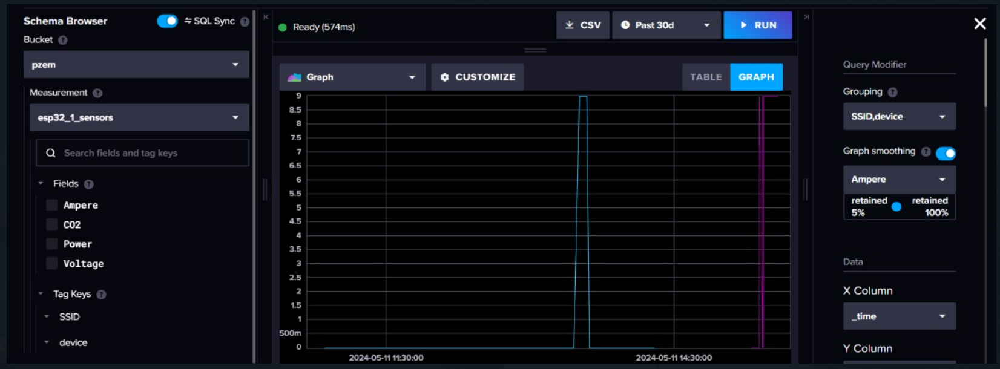 Schema Browser
SQL Sync
Bucket
pzem
Measurement
esp32_1_sensors
Search fields and tag keys
Fields
Ampere
CO2
Power
Voltage
Tag Keys
SSID
device
Ready (574ms)
CSV
Past 30d
RUN
Graph
CUSTOMIZE
TABLE
GRAPH
9
8.5
8
7.5
7
6.5
6
5.5
5
4.5
4
3.5
3
2.5
2
1.5
1
500m
0
2024-05-11 11:30:00
2024-05-11 14:30:00
Query Modifier
Grouping
SSID,device
Graph smoothing
Ampere
retained 5%
retained 100%
Data
X Column
_time
Y Column